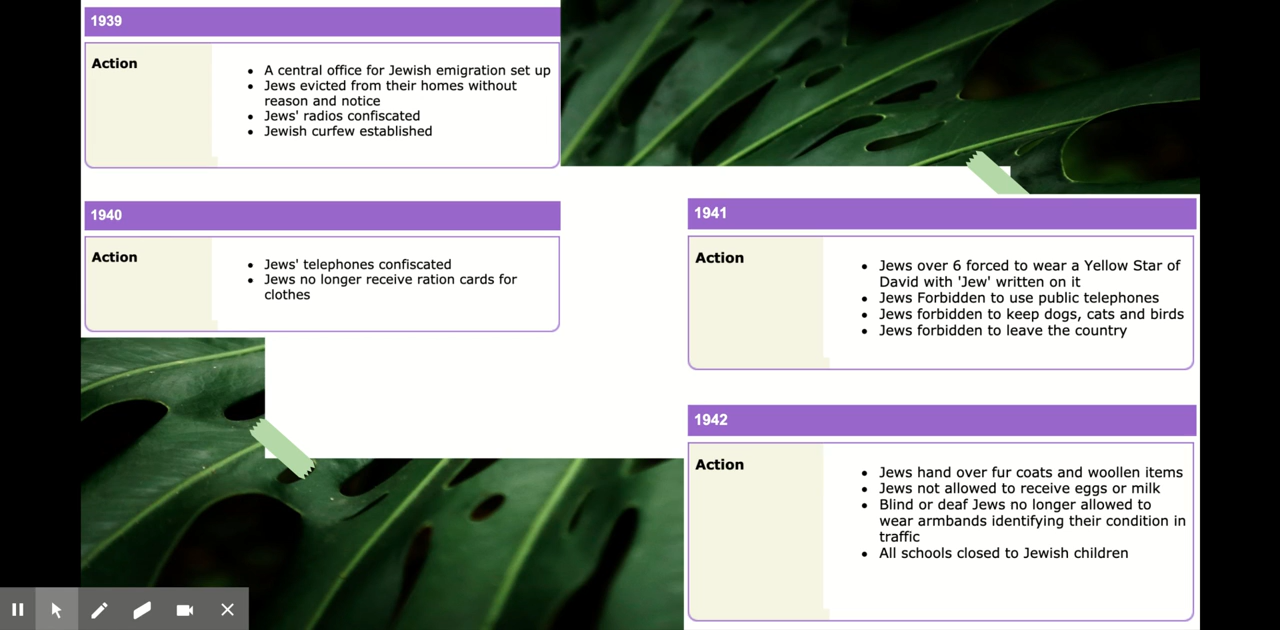 1939
Action
• A central office for Jewish emigration set up
• Jews evicted from their homes without
reason and notice
• Jews' radios confiscated
• Jewish curfew established
1940
Action
• Jews' telephones confiscated
• Jews no longer receive ration cards for
clothes
1941
Action
• Jews over 6 forced to wear a Yellow Star of
David with 'Jew' written on it
• Jews Forbidden to use public telephones
• Jews forbidden to keep dogs, cats and birds
• Jews forbidden to leave the country
1942
Action
• Jews hand over fur coats and woollen items
• Jews not allowed to receive eggs or milk
• Blind or deaf Jews no longer allowed to
wear armbands identifying their condition in
traffic
• All schools closed to Jewish children